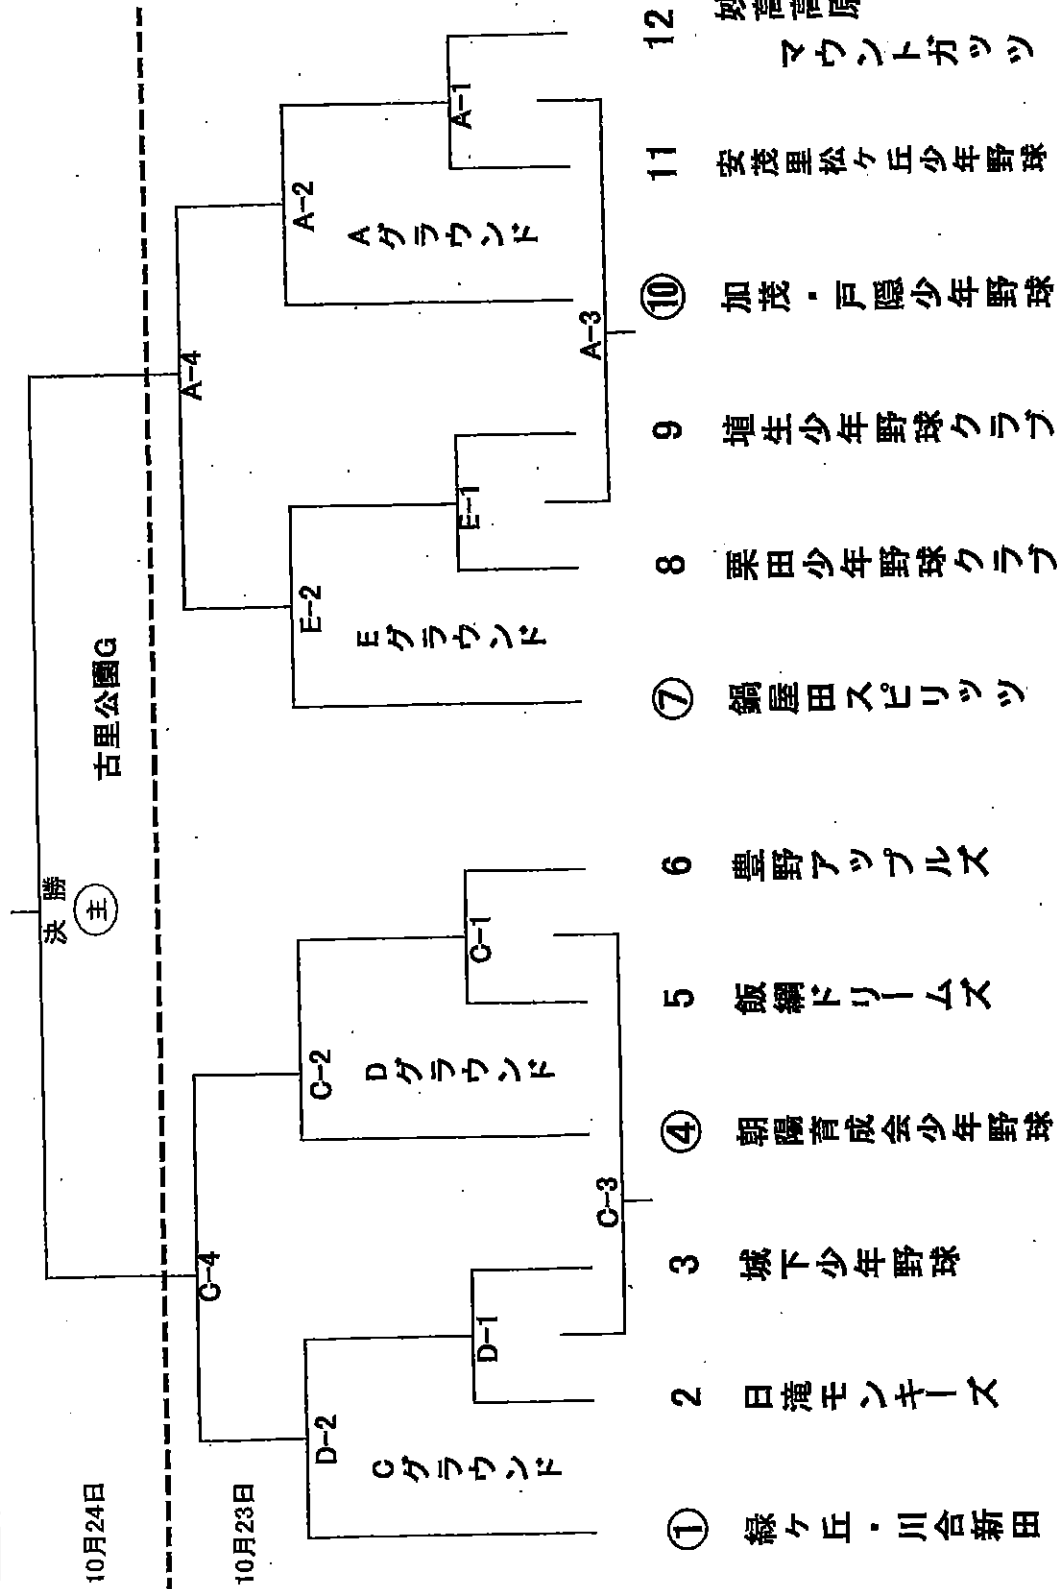 10月24日
決勝
主
古里公園G
10月23日
C-4
A-4
D-2
C-2
E-2
A-2
Cグラウンド
Dグラウンド
Eグラウンド
Aグラウンド
D-1
C-1
E-1
A-1
C-3
A-3
① 緑ヶ丘・川合新田
2 日滝モンキーズ
3 城下少年野球
④ 朝陽育成会少年野球
5 飯綱ドリームズ
6 豊野アップルズ
⑦ 鍋屋田スピリッツ
8 栗田少年野球クラブ
9 埴生少年野球クラブ
⑩ 加茂・戸隠少年野球
11 安茂里松ヶ丘少年野球
12 妙高高原
マウントガッツ